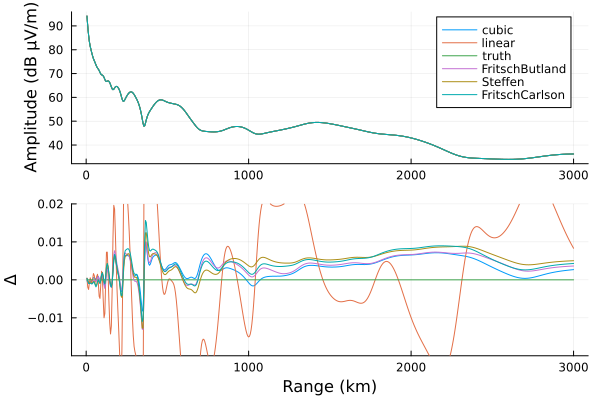 Amplitude (dB μV/m)
90
80
70
60
50
40
0
1000
2000
3000
cubic
linear
truth
FritschButland
Steffen
FritschCarlson
Δ
0.02
0.01
0.00
−0.01
0
1000
2000
3000
Range (km)